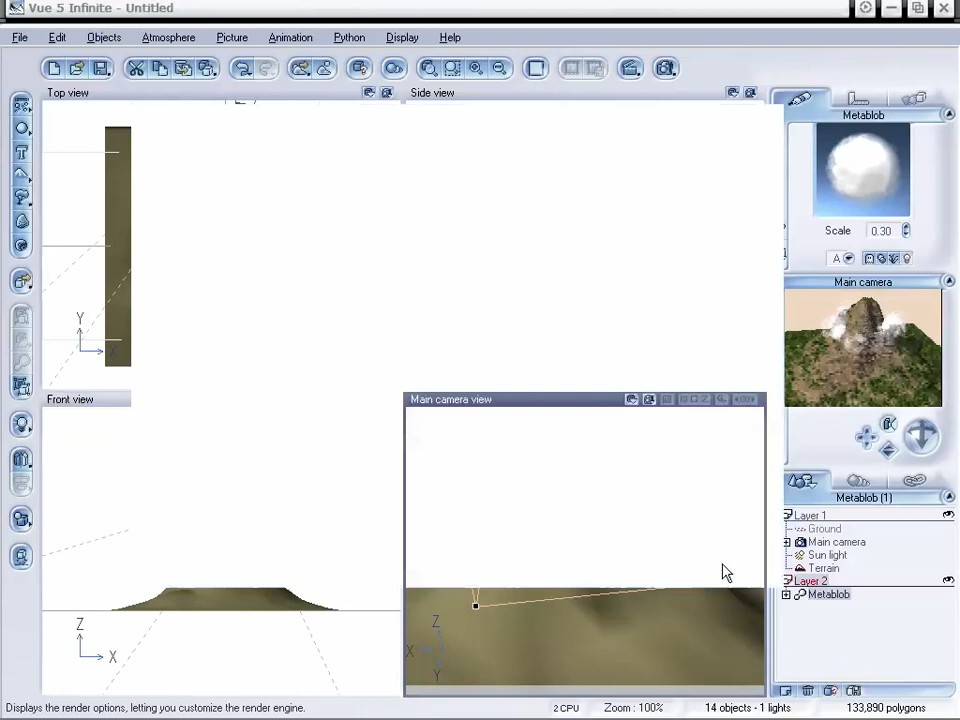 Vue 5 Infinite - Untitled
File Edit Objects Atmosphere Picture Animation Python Display Help
Top view
Side view
Metablob
Scale 0.30
A
Main camera
Y
X
Front view
Main camera view
Metablob (1)
Layer 1
Ground
Main camera
Sun light
Terrain
Layer 2
Metablob
Z
X
Z
X
Y
Displays the render options, letting you customize the render engine.
2 CPU
Zoom : 100%
14 objects - 1 lights
133,890 polygons